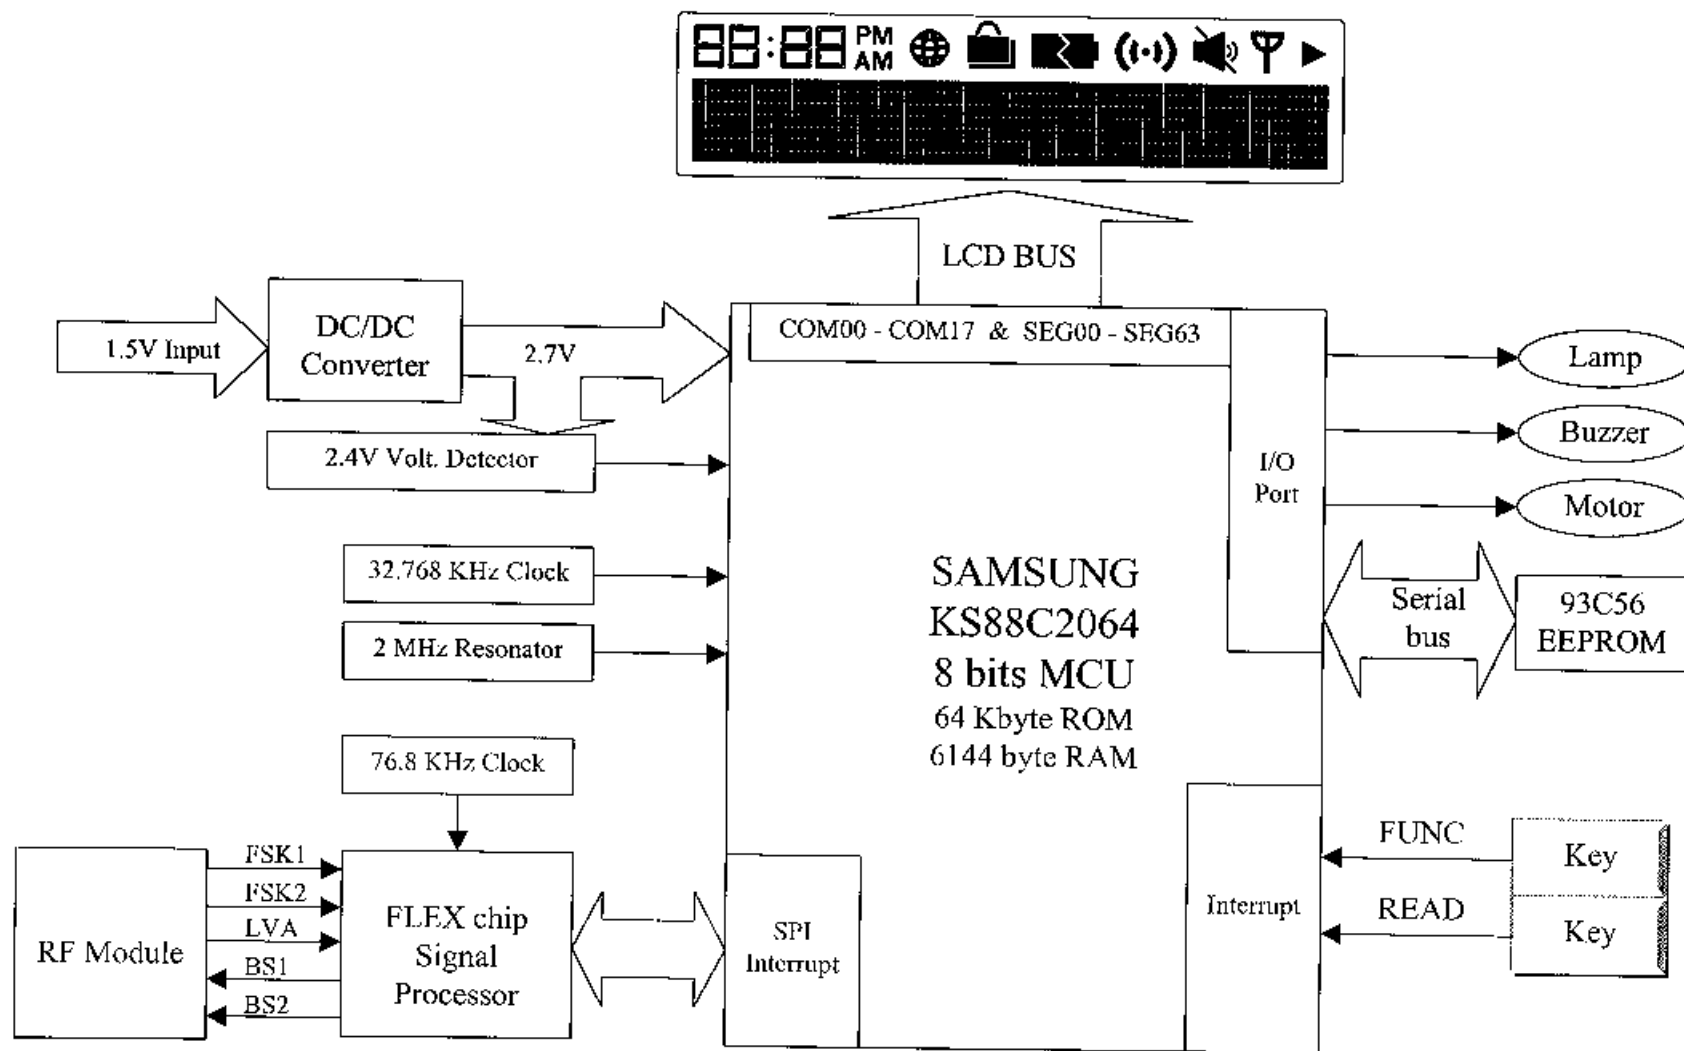 88:88 PM
AM
LCD BUS
COM00 - COM17 & SEG00 - SEG63
DC/DC
Converter
1.5V Input
2.7V
2.4V Volt. Detector
32.768 KHz Clock
2 MHz Resonator
76.8 KHz Clock
SAMSUNG
KS88C2064
8 bits MCU
64 Kbyte ROM
6144 byte RAM
I/O
Port
Lamp
Buzzer
Motor
Serial
bus
93C56
EEPROM
RF Module
FSK1
FSK2
LVA
BS1
BS2
FLEX chip
Signal
Processor
SPI
Interrupt
Interrupt
FUNC
READ
Key
Key